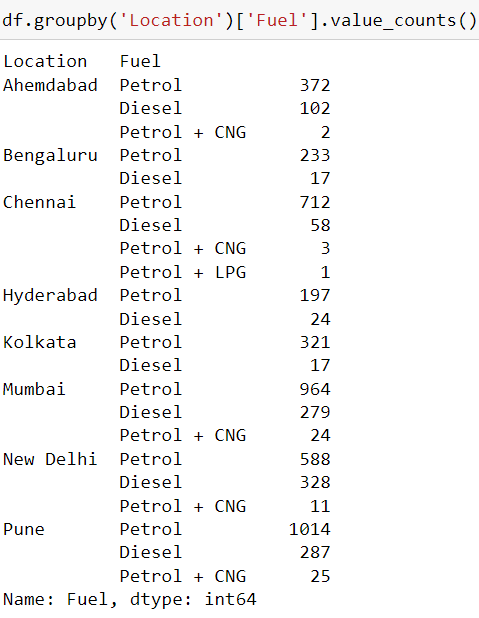 df.groupby('Location')['Fuel'].value_counts()
Location Fuel
Ahemdabad Petrol 372
Diesel 102
Petrol + CNG 2
Bengaluru Petrol 233
Diesel 17
Chennai Petrol 712
Diesel 58
Petrol + CNG 3
Petrol + LPG 1
Hyderabad Petrol 197
Diesel 24
Kolkata Petrol 321
Diesel 17
Mumbai Petrol 964
Diesel 279
Petrol + CNG 24
New Delhi Petrol 588
Diesel 328
Petrol + CNG 11
Pune Petrol 1014
Diesel 287
Petrol + CNG 25
Name: Fuel, dtype: int64